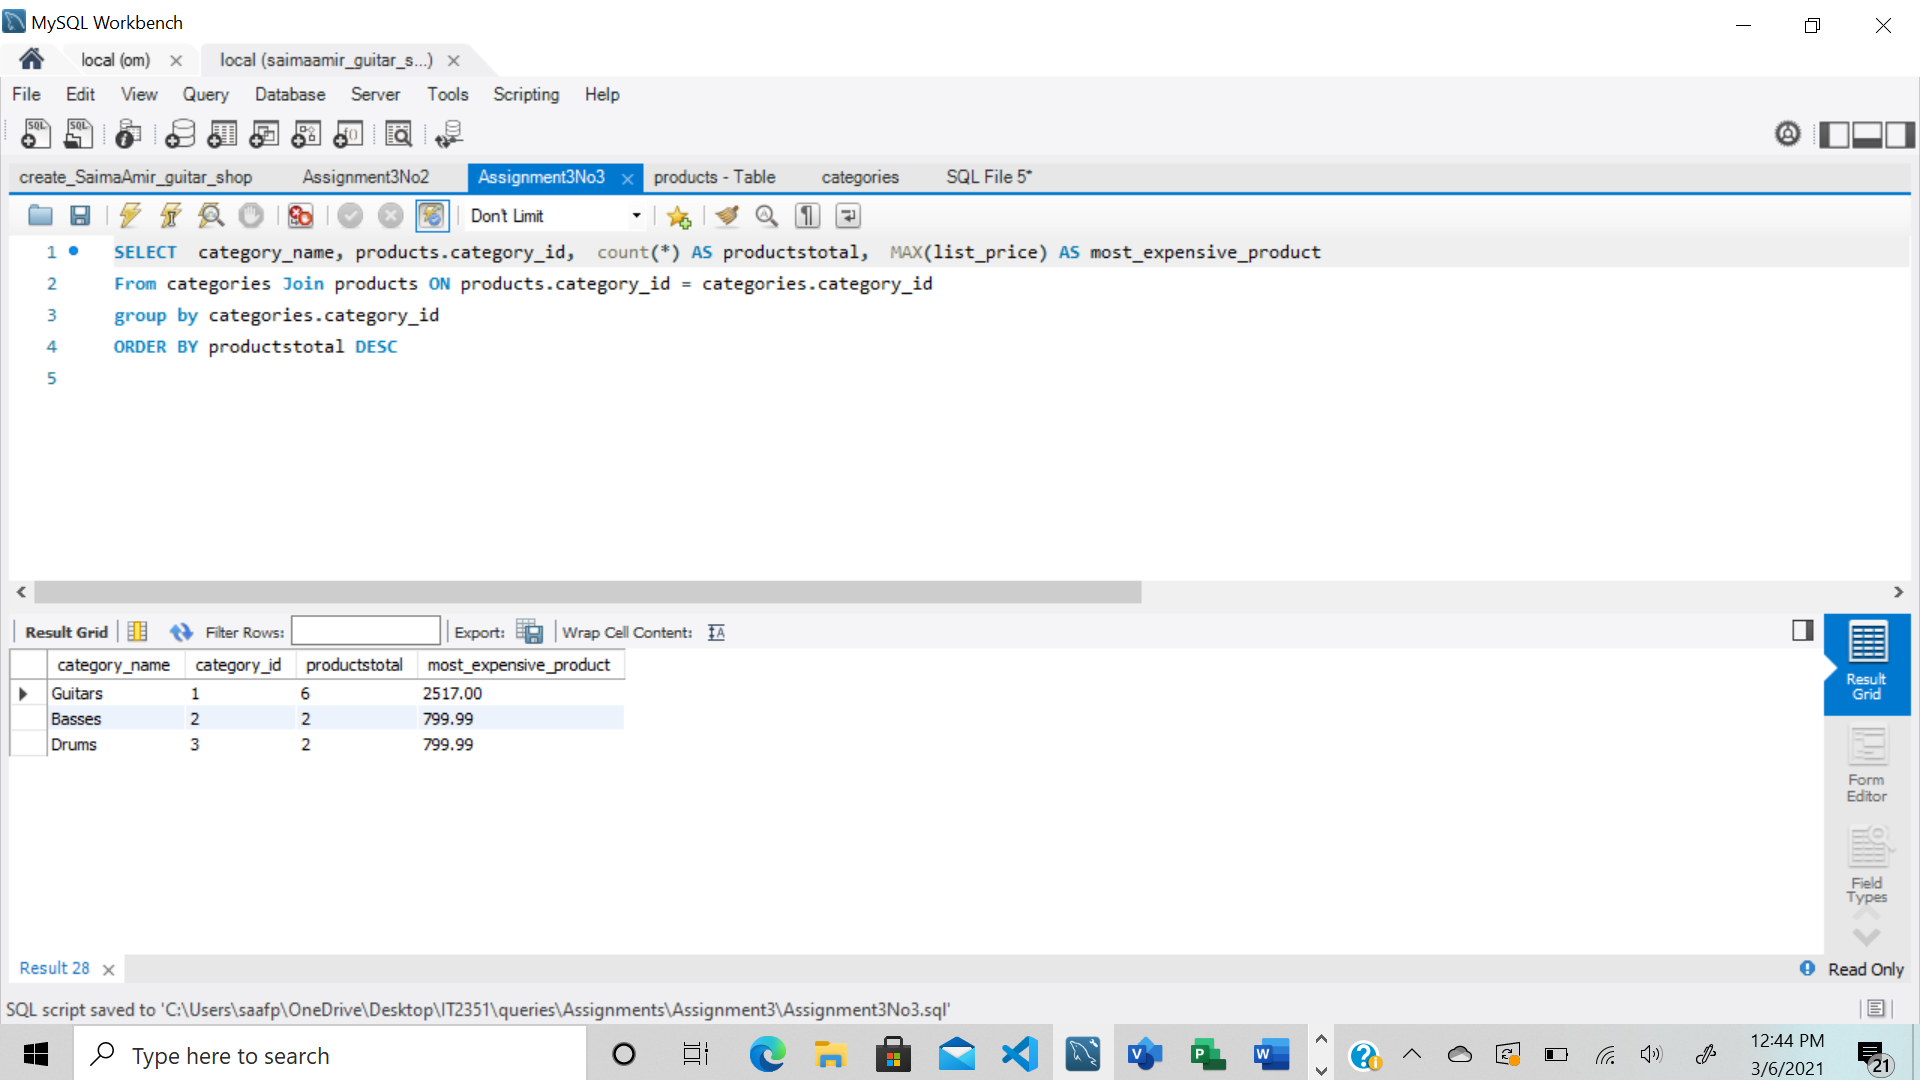 MySQL Workbench
local (om)
local (saimaamir_guitar_s...)
File Edit View Query Database Server Tools Scripting Help
create_SaimaAmir_guitar_shop Assignment3No2 Assignment3No3 products - Table categories SQL File 5*
Don't Limit
1 SELECT category_name, products.category_id, count(*) AS productstotal, MAX(list_price) AS most_expensive_product
2 From categories Join products ON products.category_id = categories.category_id
3 group by categories.category_id
4 ORDER BY productstotal DESC
5
Result Grid Filter Rows: Export: Wrap Cell Content:
category_name category_id productstotal most_expensive_product
Guitars 1 6 2517.00
Basses 2 2 799.99
Drums 3 2 799.99
Result
Grid
Form
Editor
Field
Types
Result 28
Read Only
SQL script saved to 'C:\Users\saafp\OneDrive\Desktop\IT2351\queries\Assignments\Assignment3\Assignment3No3.sql'
Type here to search
12:44 PM
3/6/2021
21